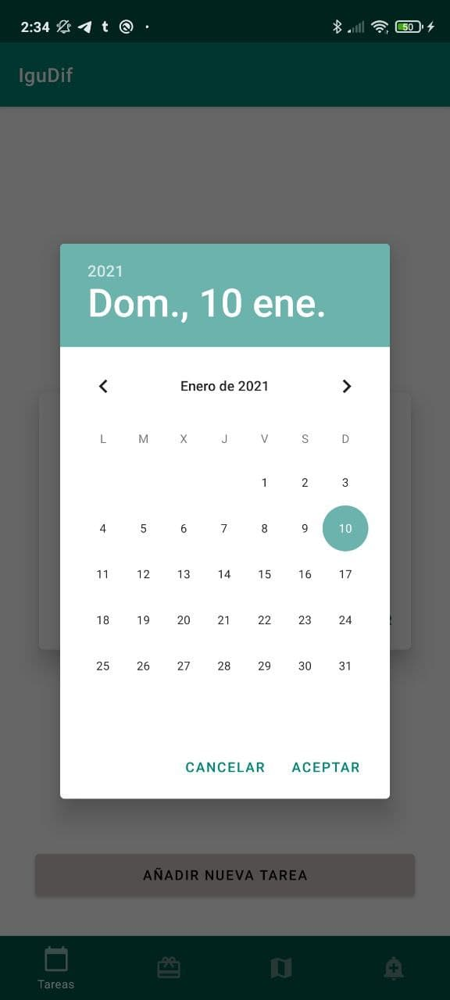 2:34
50
IguDif
2021
Dom., 10 ene.
Enero de 2021
L M X J V S D
1 2 3
4 5 6 7 8 9 10
11 12 13 14 15 16 17
18 19 20 21 22 23 24
25 26 27 28 29 30 31
CANCELAR ACEPTAR
AÑADIR NUEVA TAREA
Tareas